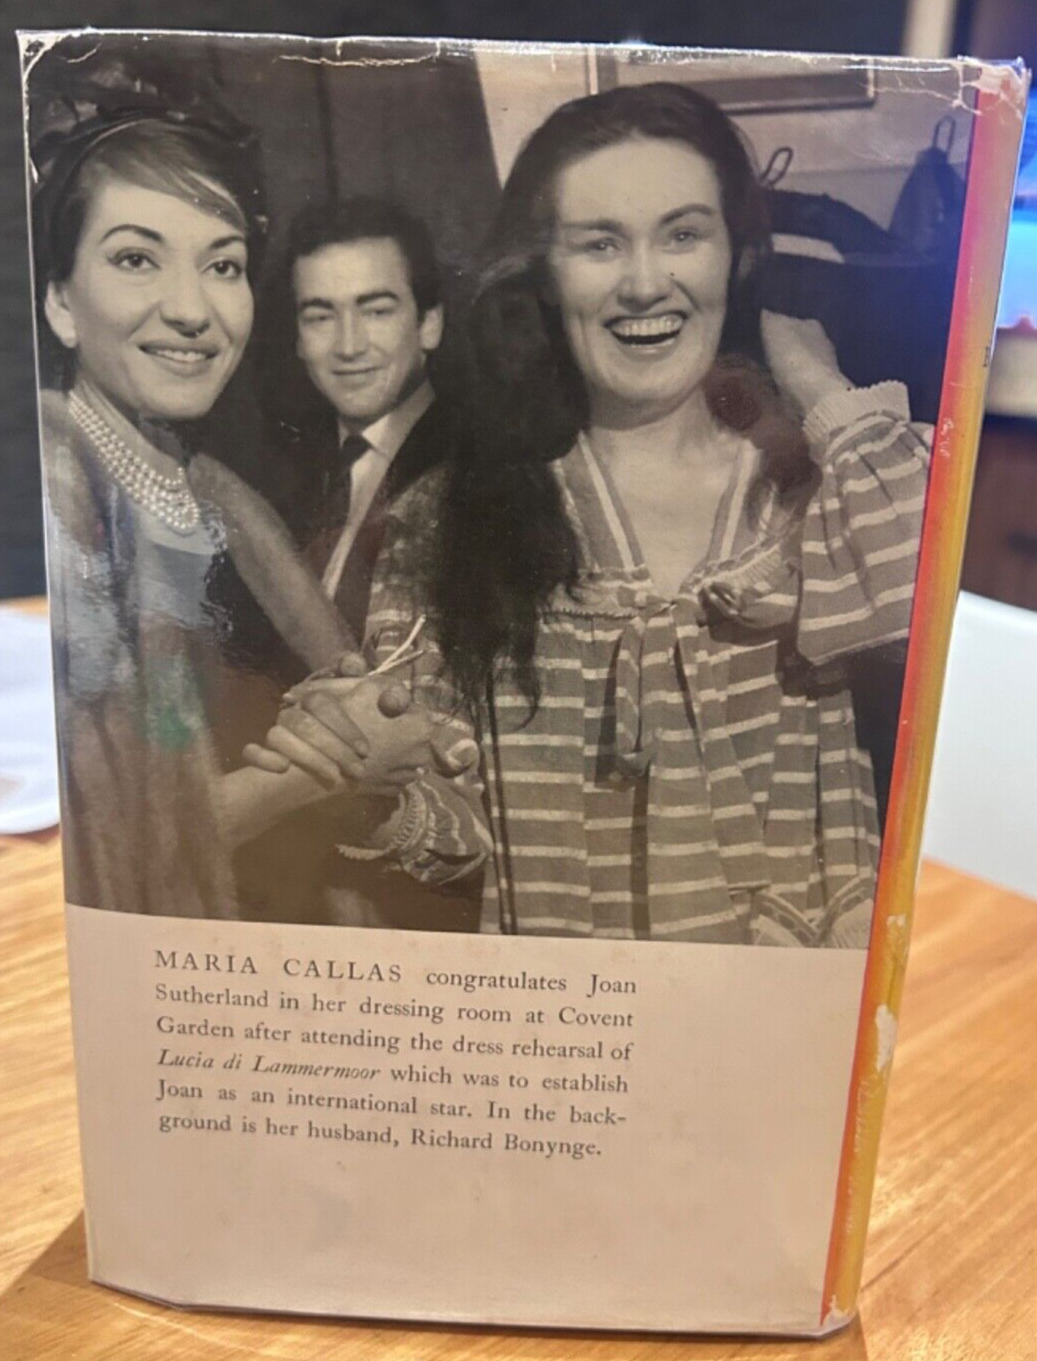 MARIA CALLAS congratulates Joan
Sutherland in her dressing room at Covent
Garden after attending the dress rehearsal of
Lucia di Lammermoor which was to establish
Joan as an international star. In the back-
ground is her husband, Richard Bonynge.